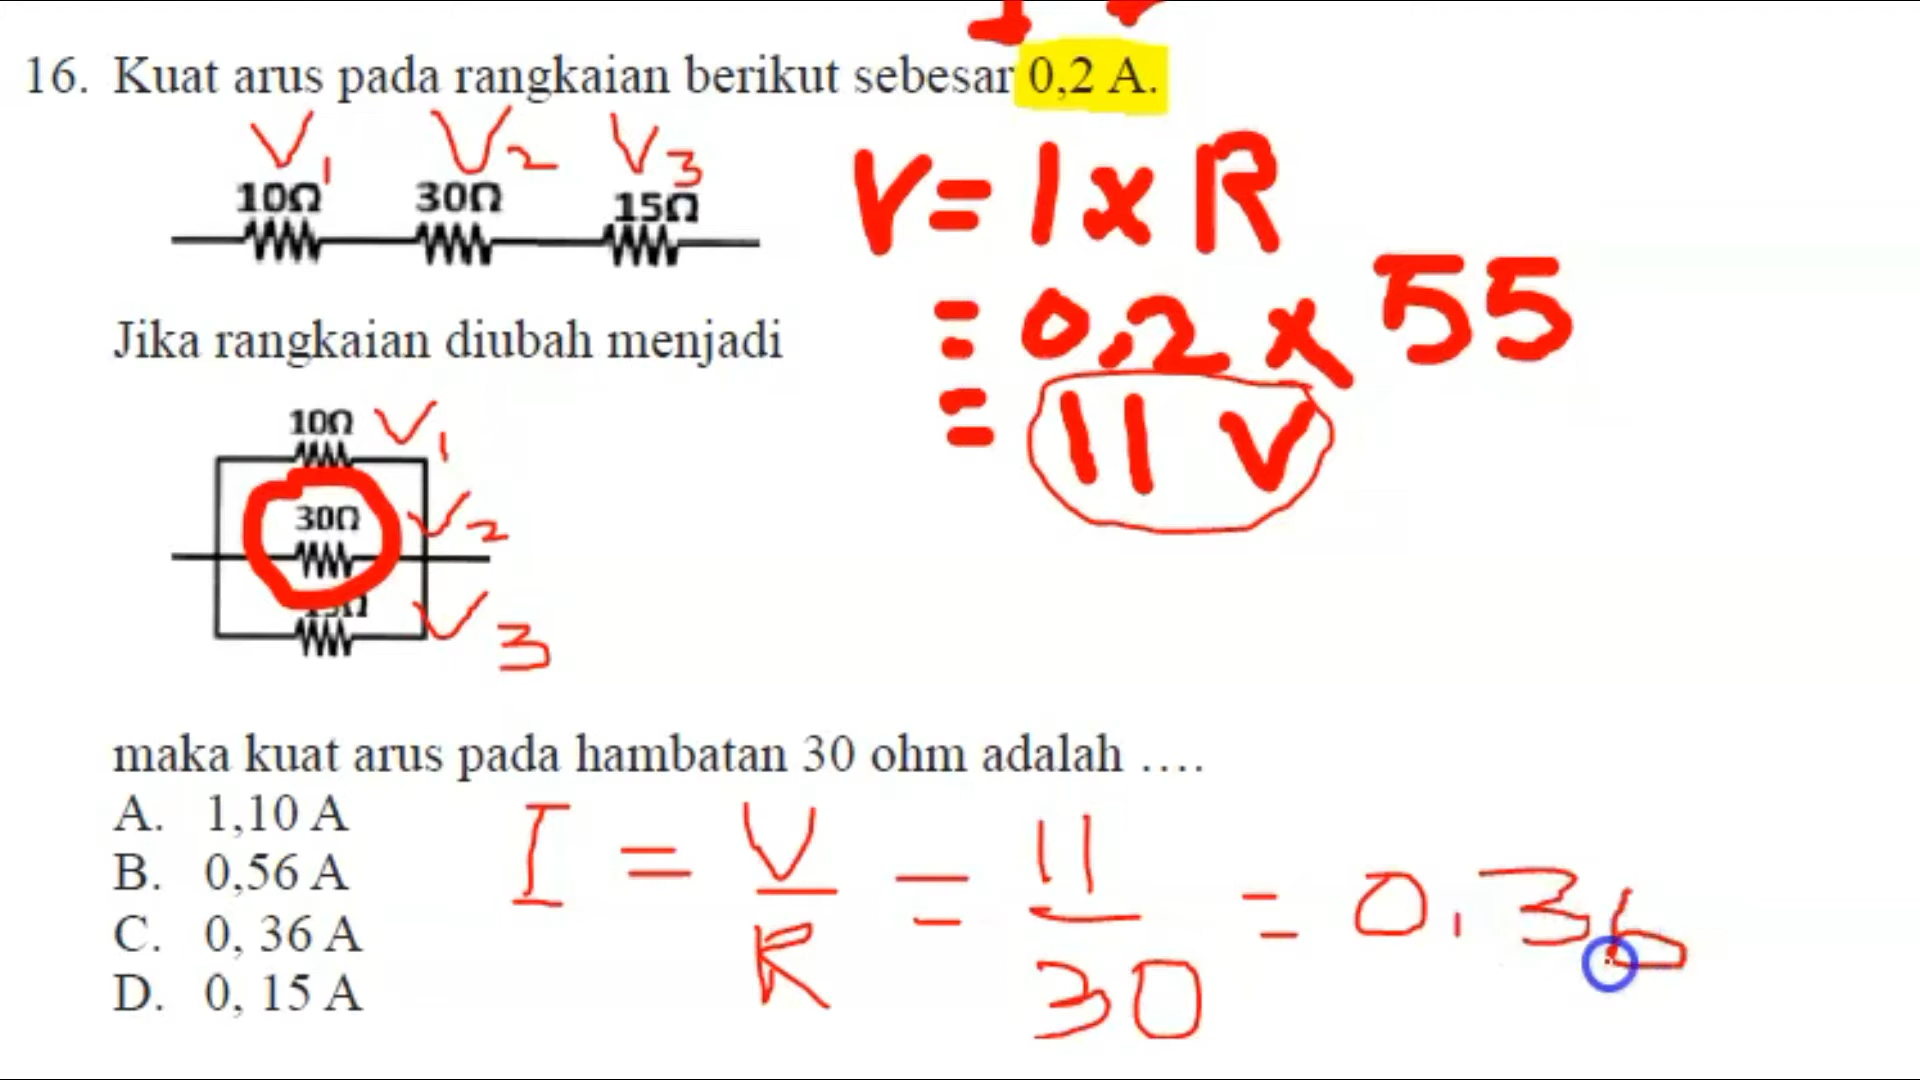 16. Kuat arus pada rangkaian berikut sebesar 0,2 A.
V1 V2 V3
10Ω 30Ω 15Ω
V = I x R
= 0,2 x 55
= 11 V
Jika rangkaian diubah menjadi
10Ω V1
30Ω V2
15Ω V3
maka kuat arus pada hambatan 30 ohm adalah ....
A. 1,10 A
B. 0,56 A
C. 0, 36 A
D. 0, 15 A
I = V/R = 11/30 = 0,36